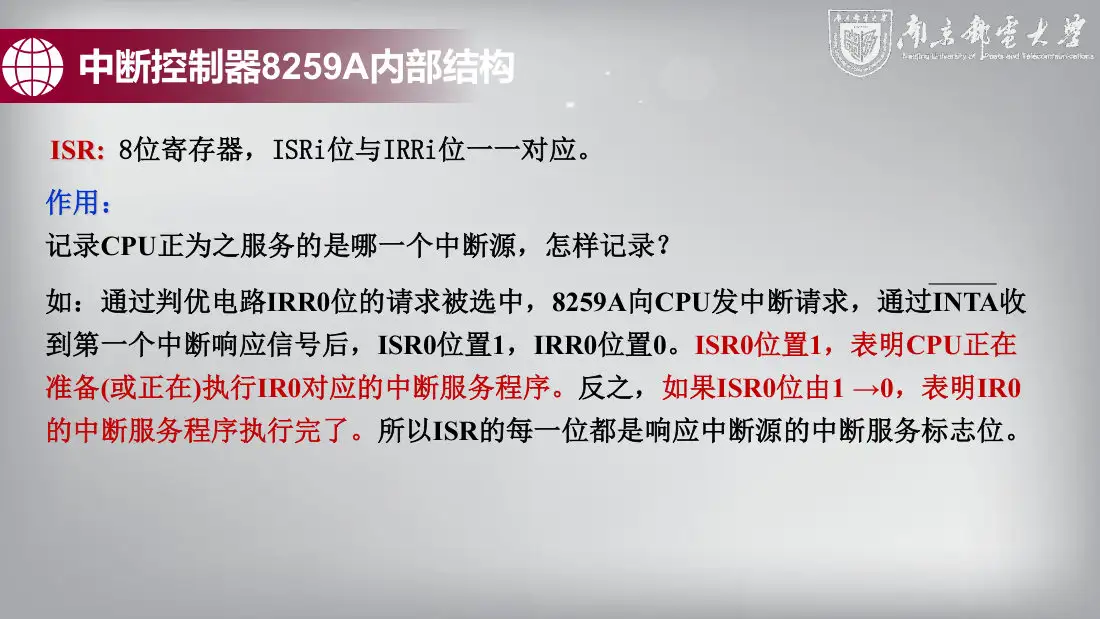 中断控制器8259A内部结构
南京邮电大学
Nanjing University of Posts and Telecommunications
ISR: 8位寄存器，ISRi位与IRRi位一一对应。
作用：
记录CPU正为之服务的是哪一个中断源，怎样记录？
如：通过判优电路IRR0位的请求被选中，8259A向CPU发中断请求，通过INTA收
到第一个中断响应信号后，ISR0位置1，IRR0位置0。ISR0位置1，表明CPU正在
准备(或正在)执行IR0对应的中断服务程序。反之，如果ISR0位由1 →0，表明IR0
的中断服务程序执行完了。所以ISR的每一位都是响应中断源的中断服务标志位。